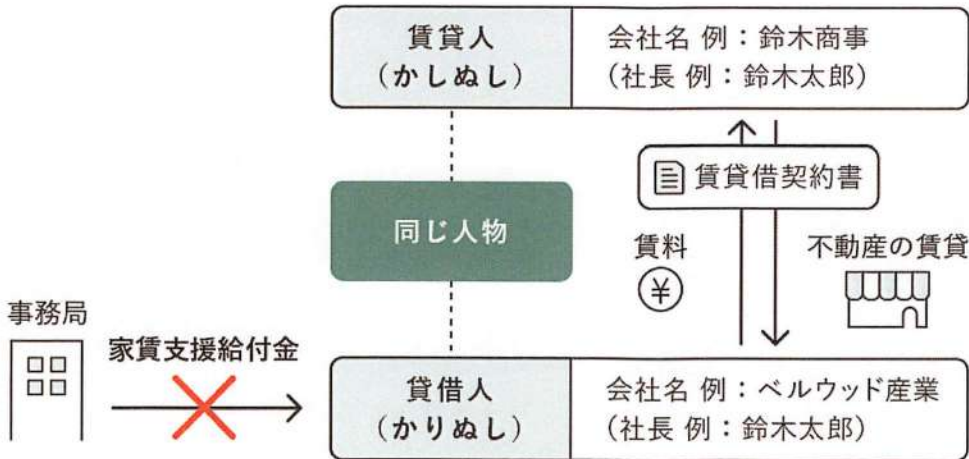 賃貸人
(かしぬし)
会社名 例：鈴木商事
(社長 例：鈴木太郎)
賃貸借契約書
同じ人物
賃料
¥
不動産の賃貸
事務局
家賃支援給付金
貸借人
(かりぬし)
会社名 例：ベルウッド産業
(社長 例：鈴木太郎)